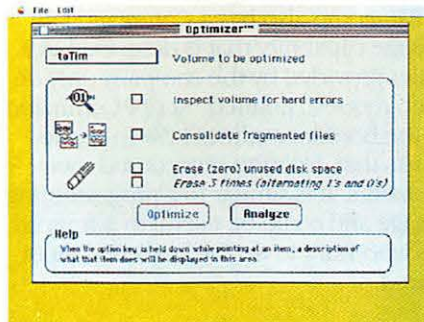 File Edit
Optimizer™
toTim Volume to be optimized
Inspect volume for hard errors
Consolidate fragmented files
Erase (zero) unused disk space
Erase 3 times (alternating 1's and 0's)
Optimize Analyze
Help
When the option key is held down while pointing at an item, a description of
what that item does will be displayed in this area.